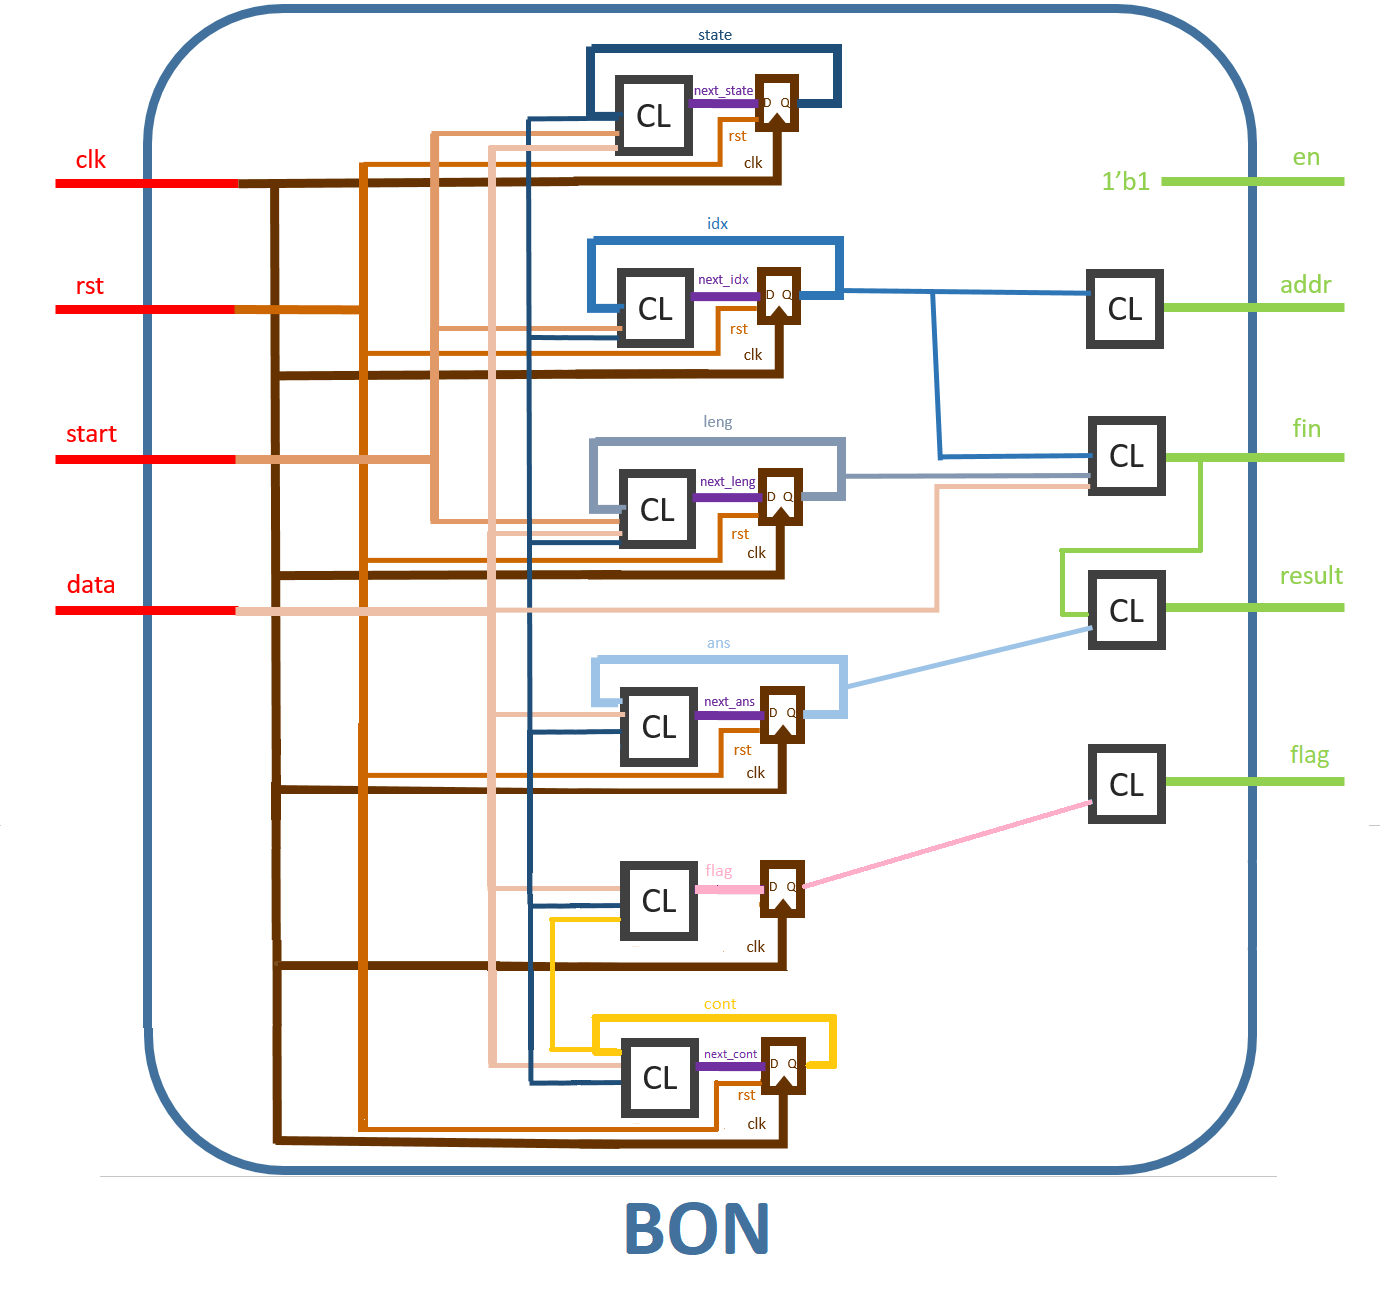 state
CL
next_state
D Q
rst
clk
clk
en
1'b1
idx
rst
CL
next_idx
D Q
rst
clk
CL
addr
start
leng
CL
next_leng
D Q
rst
clk
CL
fin
data
CL
result
ans
CL
next_ans
D Q
rst
clk
CL
flag
CL
flag
D Q
clk
cont
CL
next_cont
D Q
rst
clk
BON